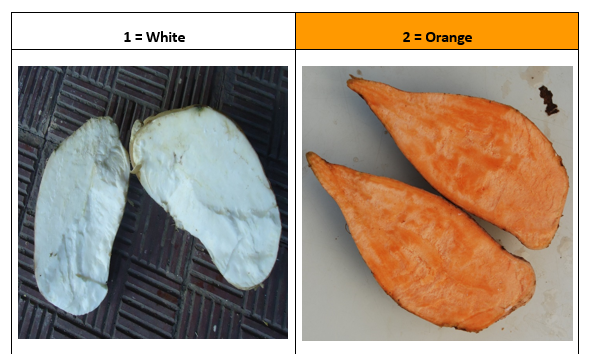 1 = White
2 = Orange